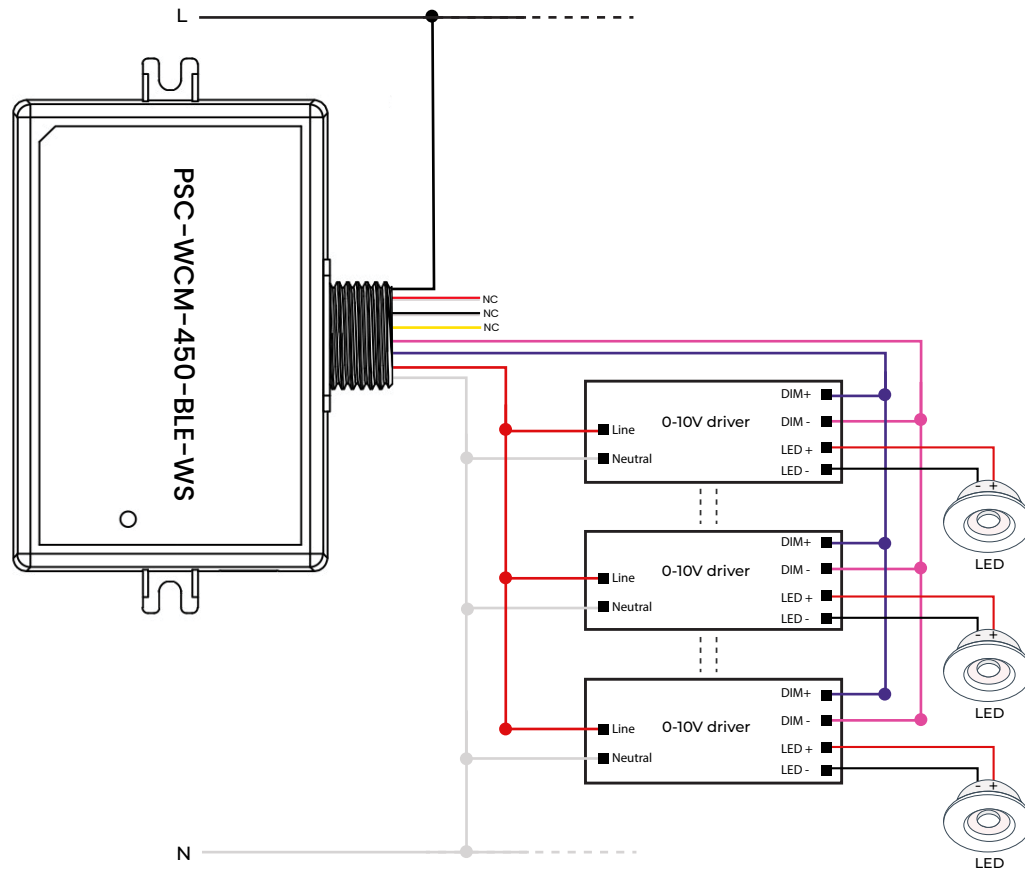 L
PSC-WCM-450-BLE-WS
NC
NC
NC
DIM+
Line
0-10V driver
DIM -
Neutral
LED +
LED -
- +
LED
DIM+
Line
0-10V driver
DIM -
Neutral
LED +
LED -
- +
LED
DIM+
Line
0-10V driver
DIM -
Neutral
LED +
LED -
- +
LED
N